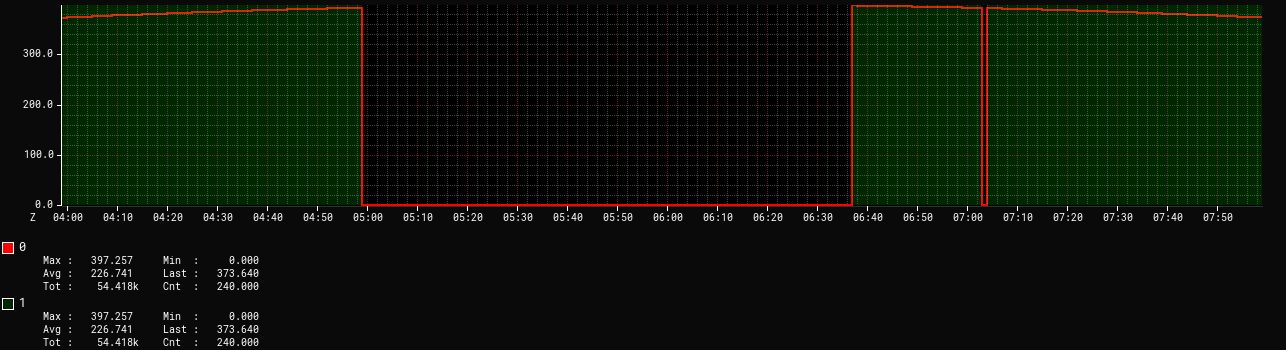 300.0
200.0
100.0
0.0
Z 04:00 04:10 04:20 04:30 04:40 04:50 05:00 05:10 05:20 05:30 05:40 05:50 06:00 06:10 06:20 06:30 06:40 06:50 07:00 07:10 07:20 07:30 07:40 07:50
0
Max : 397.257 Min : 0.000
Avg : 226.741 Last : 373.640
Tot : 54.418k Cnt : 240.000
1
Max : 397.257 Min : 0.000
Avg : 226.741 Last : 373.640
Tot : 54.418k Cnt : 240.000